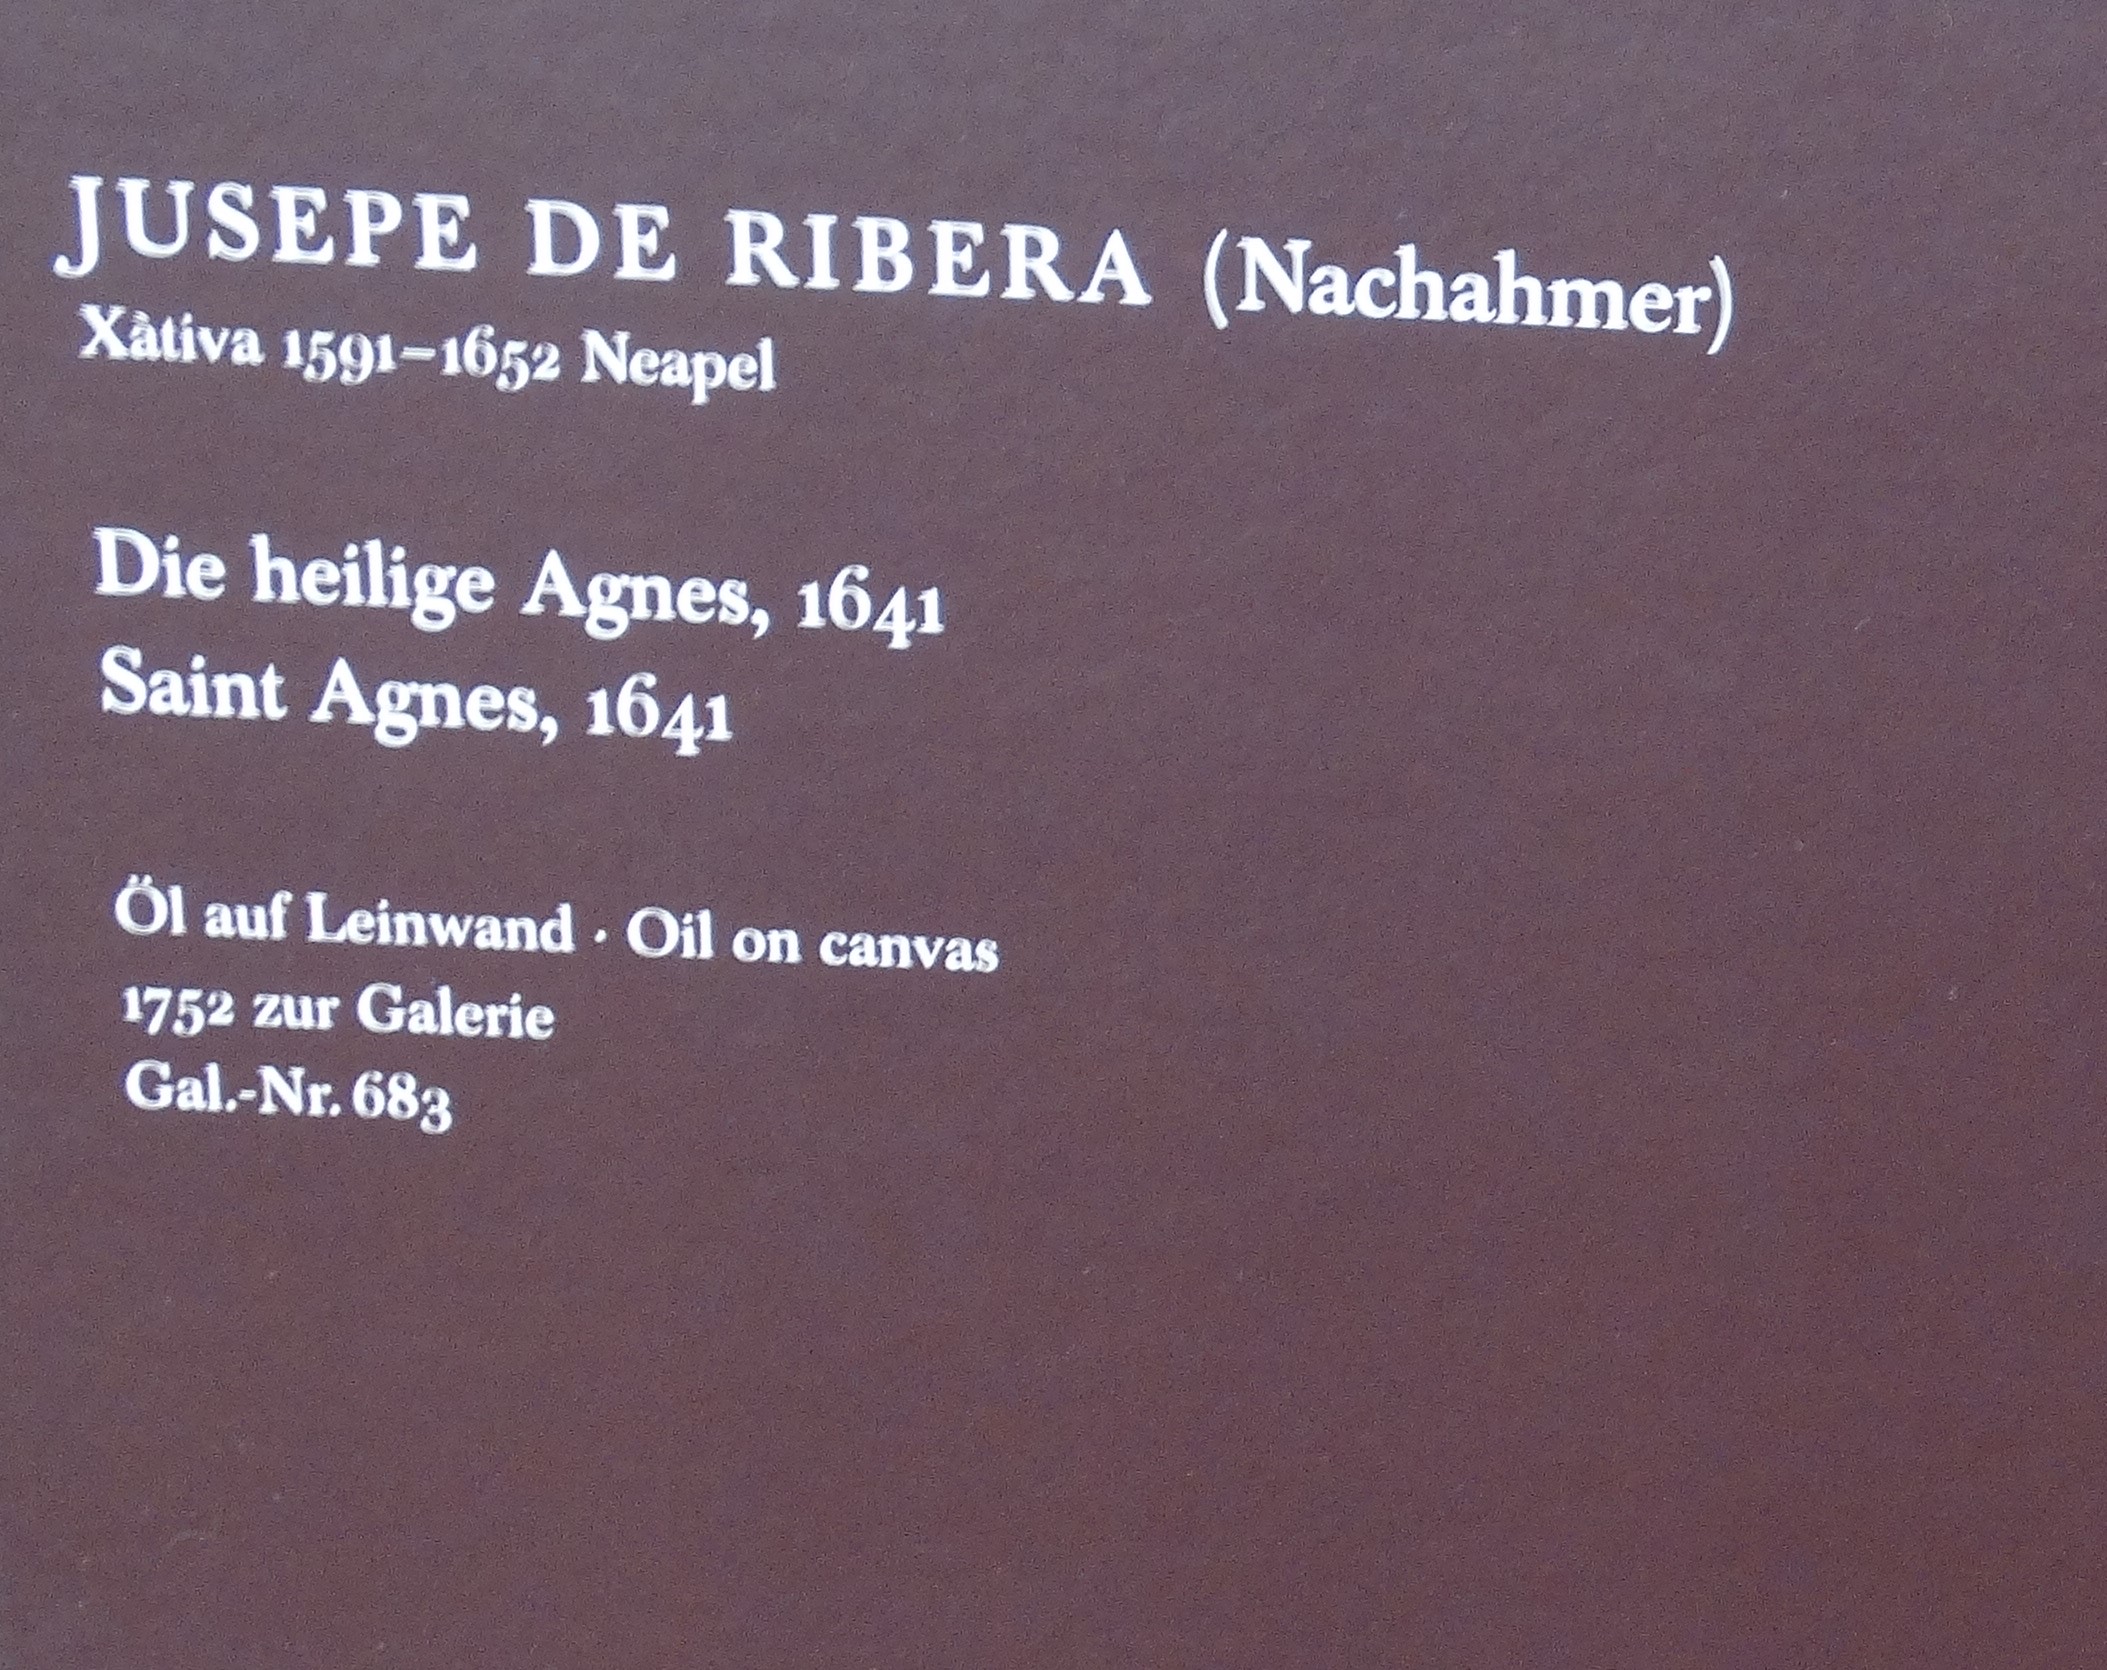 JUSEPE DE RIBERA (Nachahmer)
Xàtiva 1591–1652 Neapel
Die heilige Agnes, 1641
Saint Agnes, 1641
Öl auf Leinwand · Oil on canvas
1752 zur Galerie
Gal.-Nr. 683